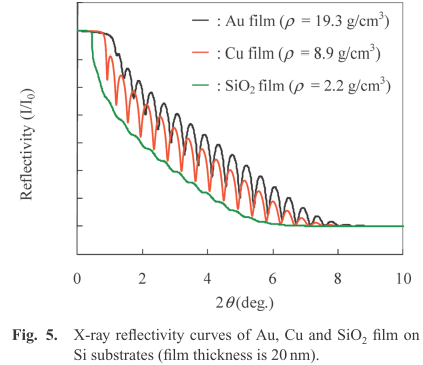 : Au film (ρ = 19.3 g/cm³)
: Cu film (ρ = 8.9 g/cm³)
: SiO₂ film (ρ = 2.2 g/cm³)
Reflectivity (I/I₀)
0 2 4 6 8 10
2θ(deg.)
Fig. 5. X-ray reflectivity curves of Au, Cu and SiO₂ film on
Si substrates (film thickness is 20 nm).